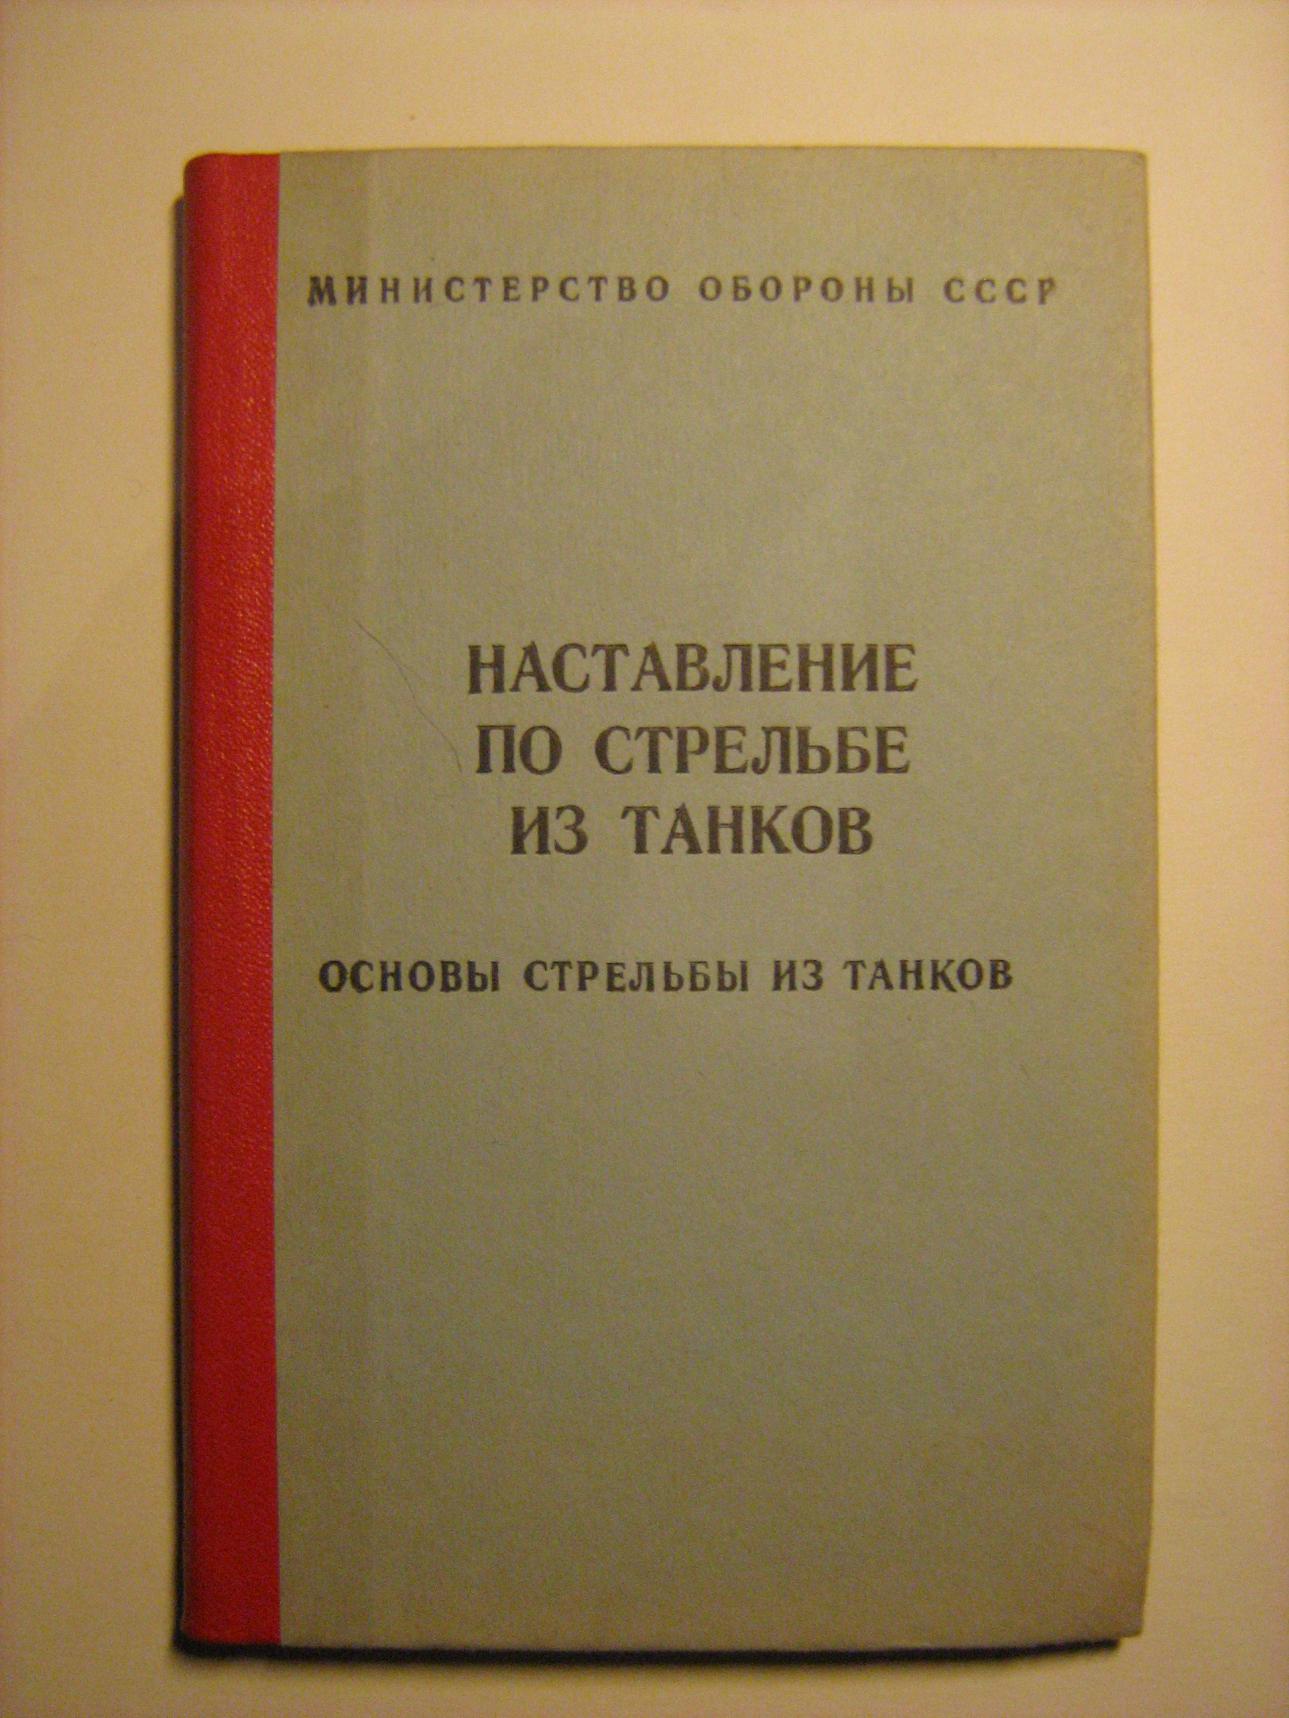 МИНИСТЕРСТВО ОБОРОНЫ СССР
НАСТАВЛЕНИЕ
ПО СТРЕЛЬБЕ
ИЗ ТАНКОВ
ОСНОВЫ СТРЕЛЬБЫ ИЗ ТАНКОВ